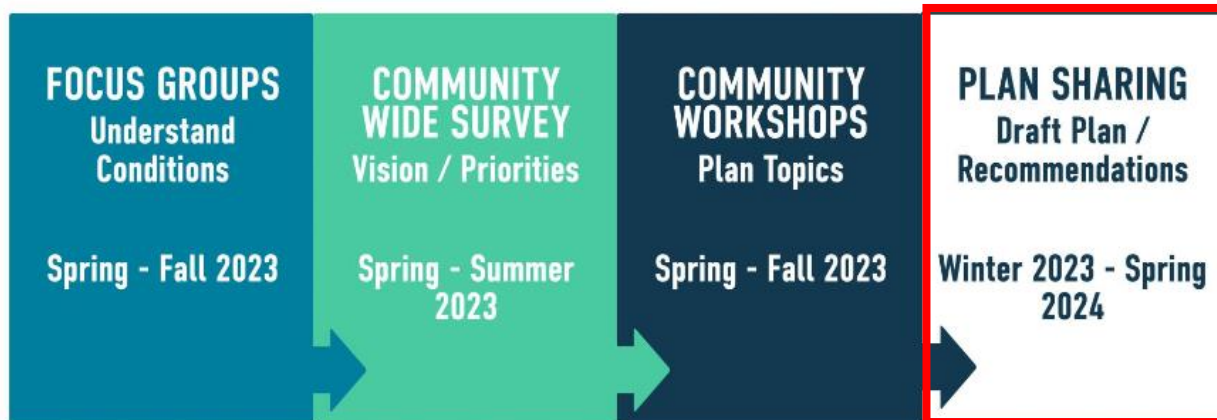 FOCUS GROUPS
Understand
Conditions
Spring - Fall 2023
COMMUNITY
WIDE SURVEY
Vision / Priorities
Spring - Summer
2023
COMMUNITY
WORKSHOPS
Plan Topics
Spring - Fall 2023
PLAN SHARING
Draft Plan /
Recommendations
Winter 2023 - Spring
2024